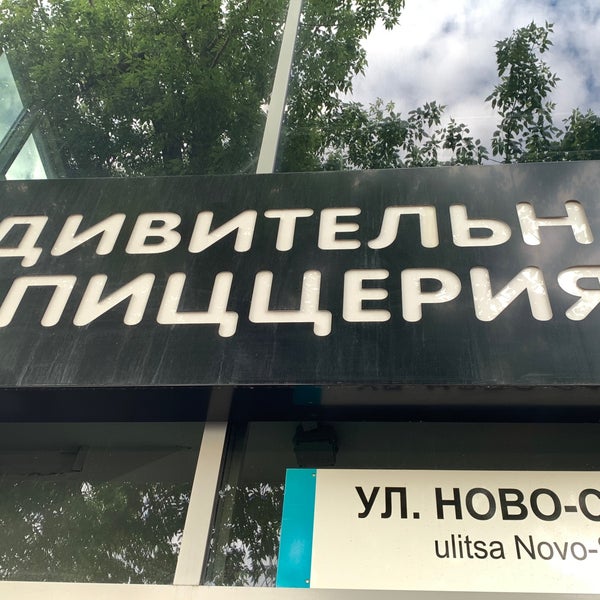 ДИВИТЕЛЬН
ПИЦЦЕРИЯ
УЛ. НОВО-
ulitsa Novo-